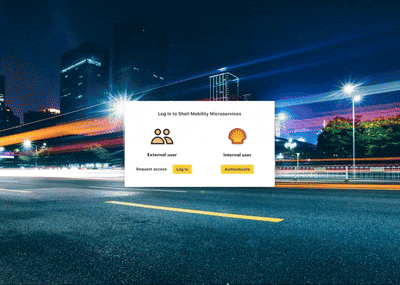 Log in to Shell Mobility Microservices
External user
Internal user
Request access
Log in
Authenticate